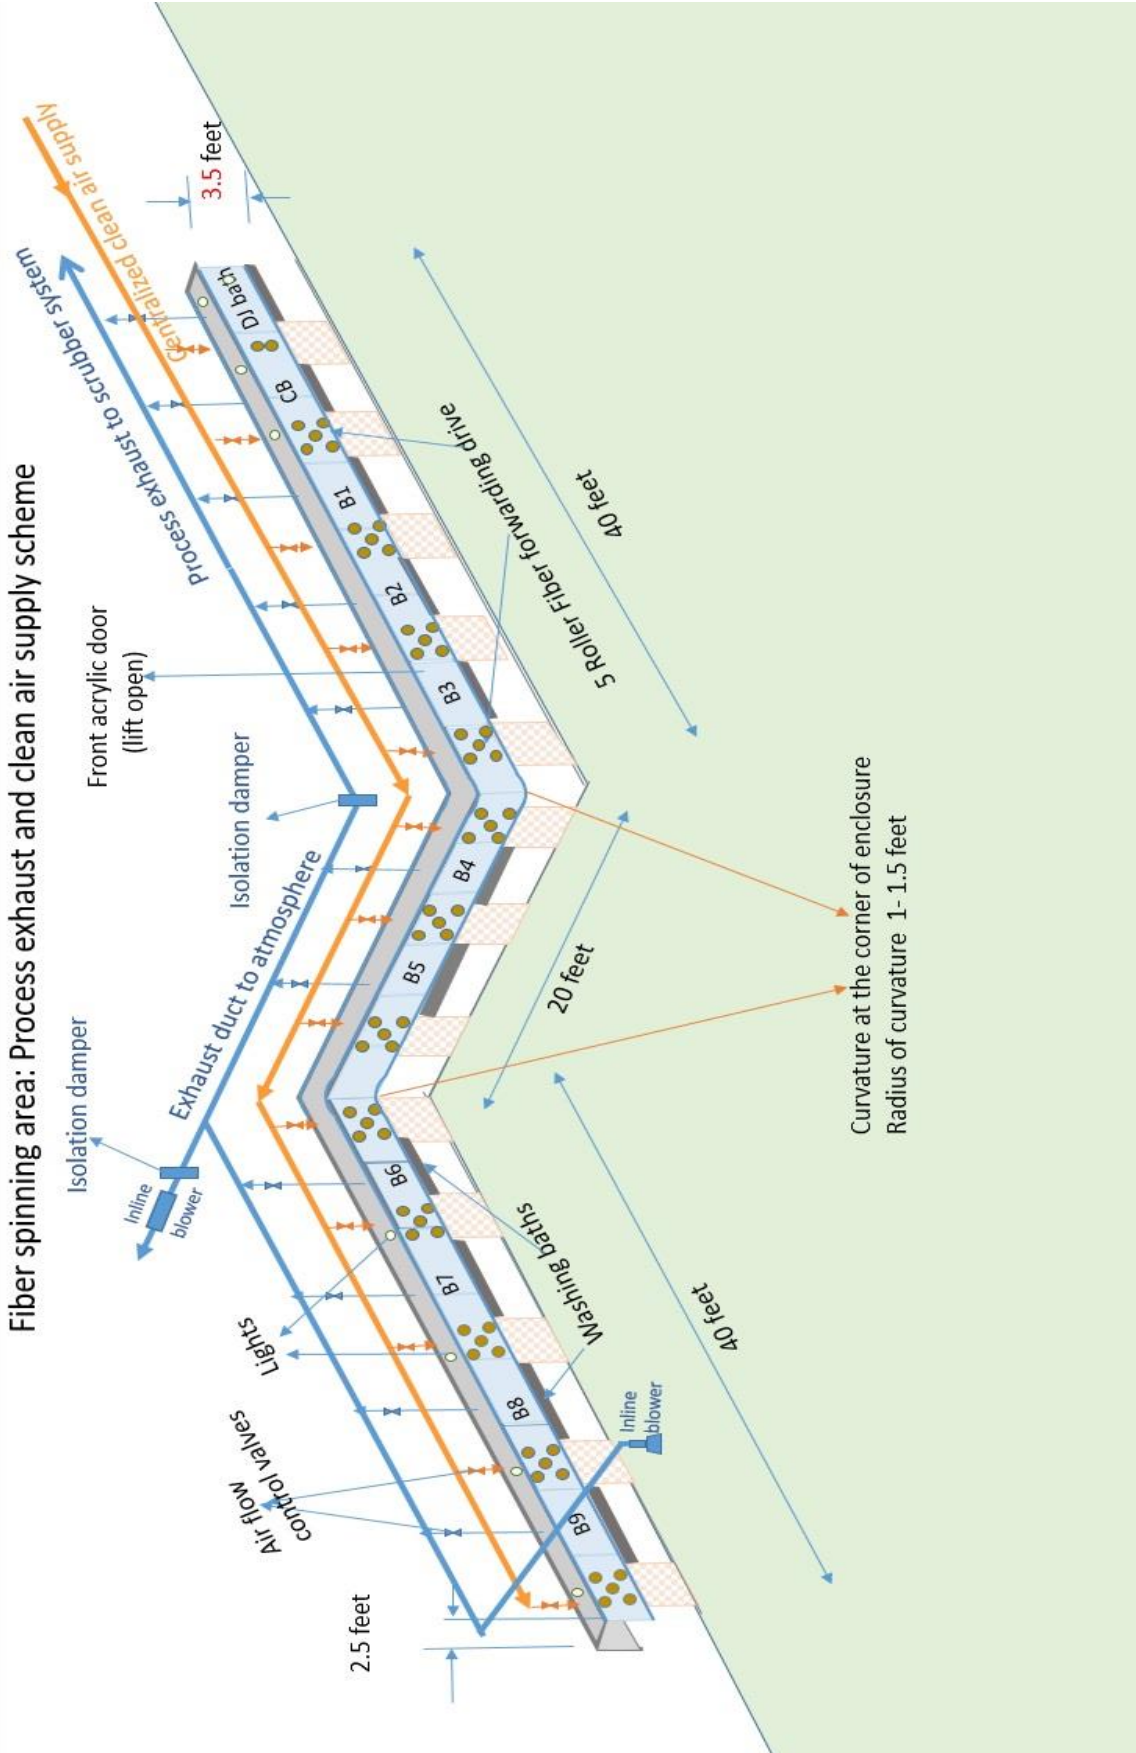 Fiber spinning area: Process exhaust and clean air supply scheme
Centralized clean air supply
Process exhaust to scrubber system
3.5 feet
Front acrylic door
(lift open)
Isolation damper
Exhaust duct to atmosphere
Isolation damper
Inline
blower
Lights
Air flow
control valves
2.5 feet
DJ bath
CB
B1
B2
B3
B4
B5
B6
B7
B8
B9
5 Roller Fiber forwarding drive
Washing baths
Inline
blower
40 feet
20 feet
40 feet
Curvature at the corner of enclosure
Radius of curvature 1- 1.5 feet